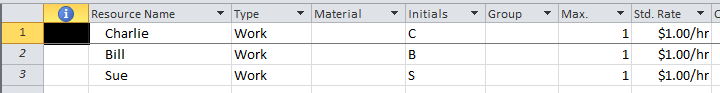 Resource Name Type Material Initials Group Max. Std. Rate C
1 Charlie Work C 1 $1.00/hr
2 Bill Work B 1 $1.00/hr
3 Sue Work S 1 $1.00/hr